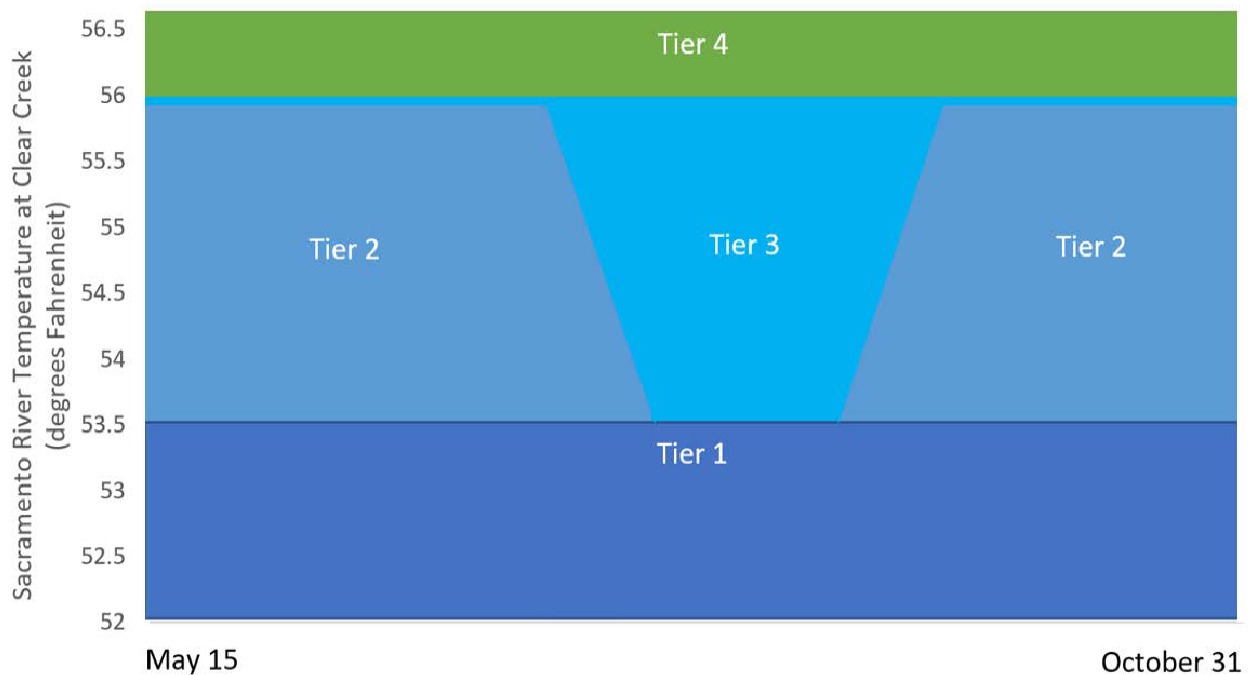 Sacramento River Temperature at Clear Creek
(degrees Fahrenheit)
56.5
56
55.5
55
54.5
54
53.5
53
52.5
52
Tier 4
Tier 2
Tier 3
Tier 2
Tier 1
May 15
October 31